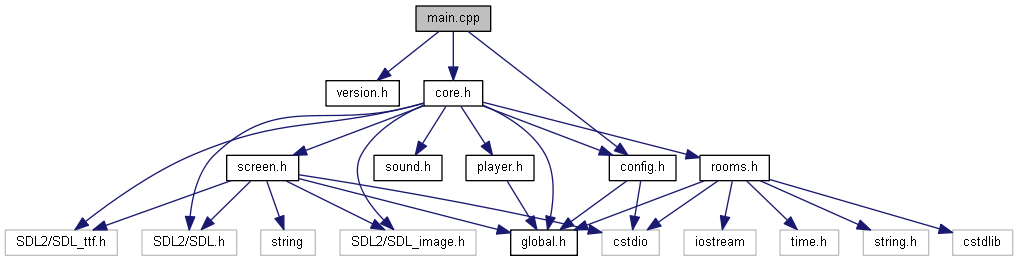 main.cpp
version.h
core.h
screen.h
sound.h
player.h
config.h
rooms.h
SDL2/SDL_ttf.h
SDL2/SDL.h
string
SDL2/SDL_image.h
global.h
cstdio
iostream
time.h
string.h
cstdlib